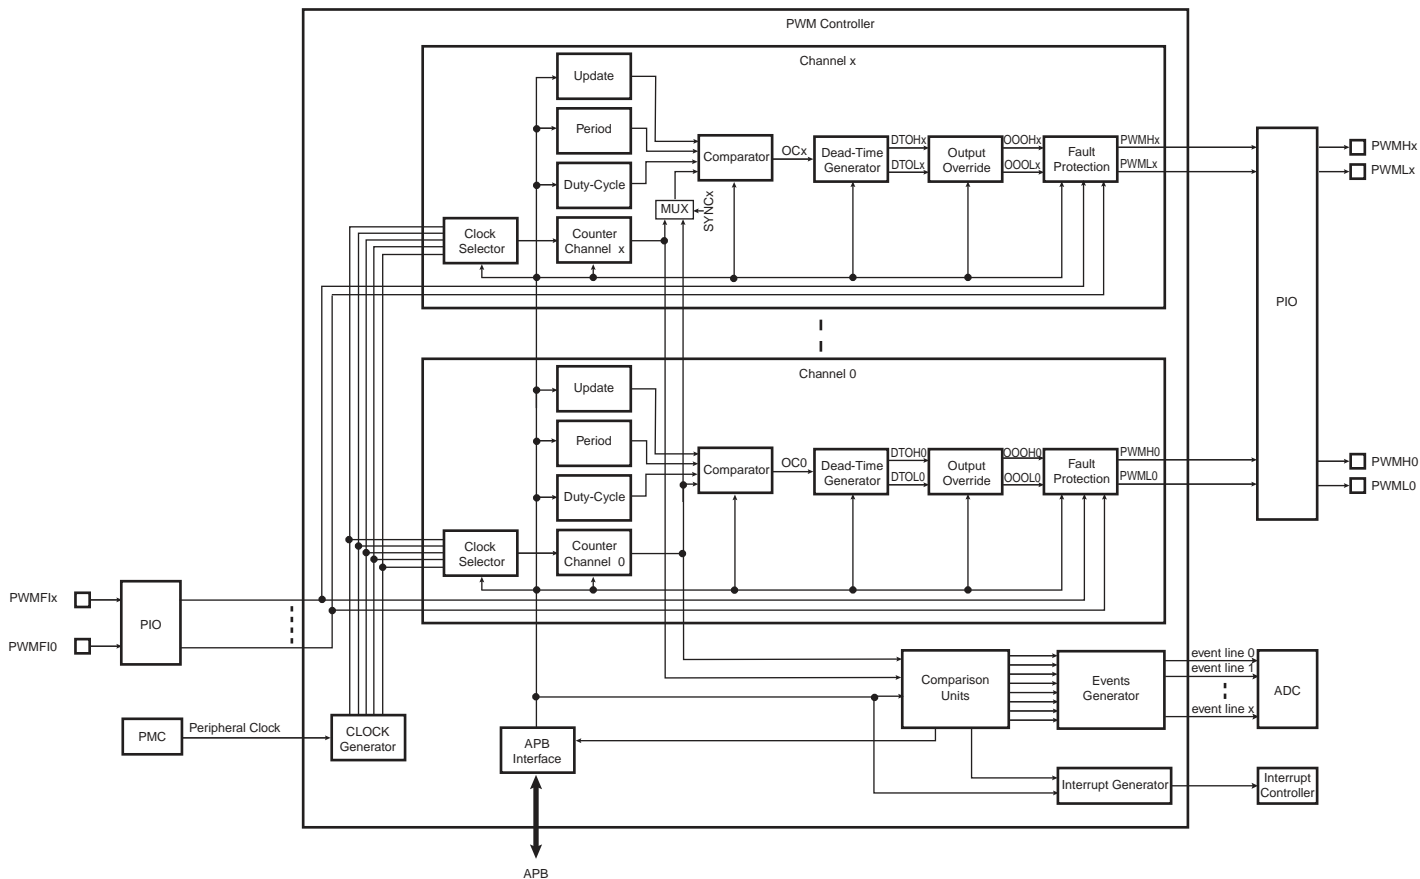 PWM Controller
Channel x
Update
Period
Duty-Cycle
Counter
Channel x
Clock
Selector
MUX
SYNCx
Comparator
OCx
Dead-Time
Generator
DTOHx
DTOLx
Output
Override
OOOHx
OOOLx
Fault
Protection
PWMHx
PWMLx
PIO
PWMHx
PWMLx
Channel 0
Update
Period
Duty-Cycle
Counter
Channel 0
Clock
Selector
Comparator
OC0
Dead-Time
Generator
DTOH0
DTOL0
Output
Override
OOOH0
OOOL0
Fault
Protection
PWMH0
PWML0
PWMH0
PWML0
PWMFIx
PWMFI0
PIO
PMC
Peripheral Clock
CLOCK
Generator
APB
Interface
APB
Comparison
Units
Events
Generator
event line 0
event line 1
event line x
ADC
Interrupt Generator
Interrupt
Controller